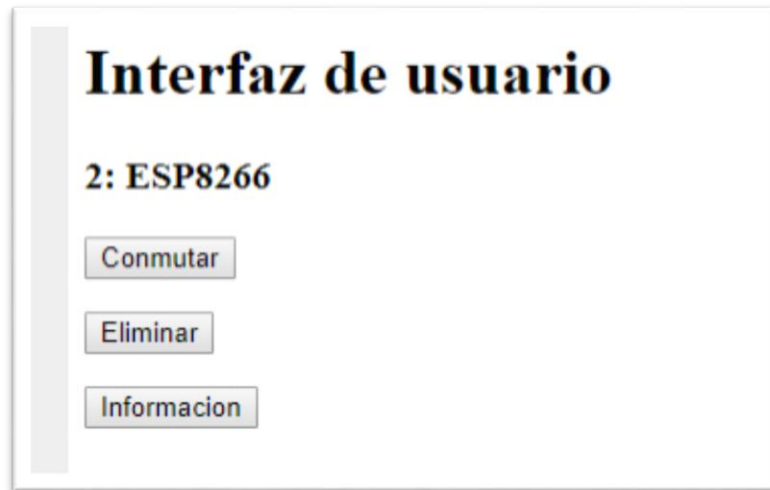 Interfaz de usuario
2: ESP8266
Conmutar
Eliminar
Informacion